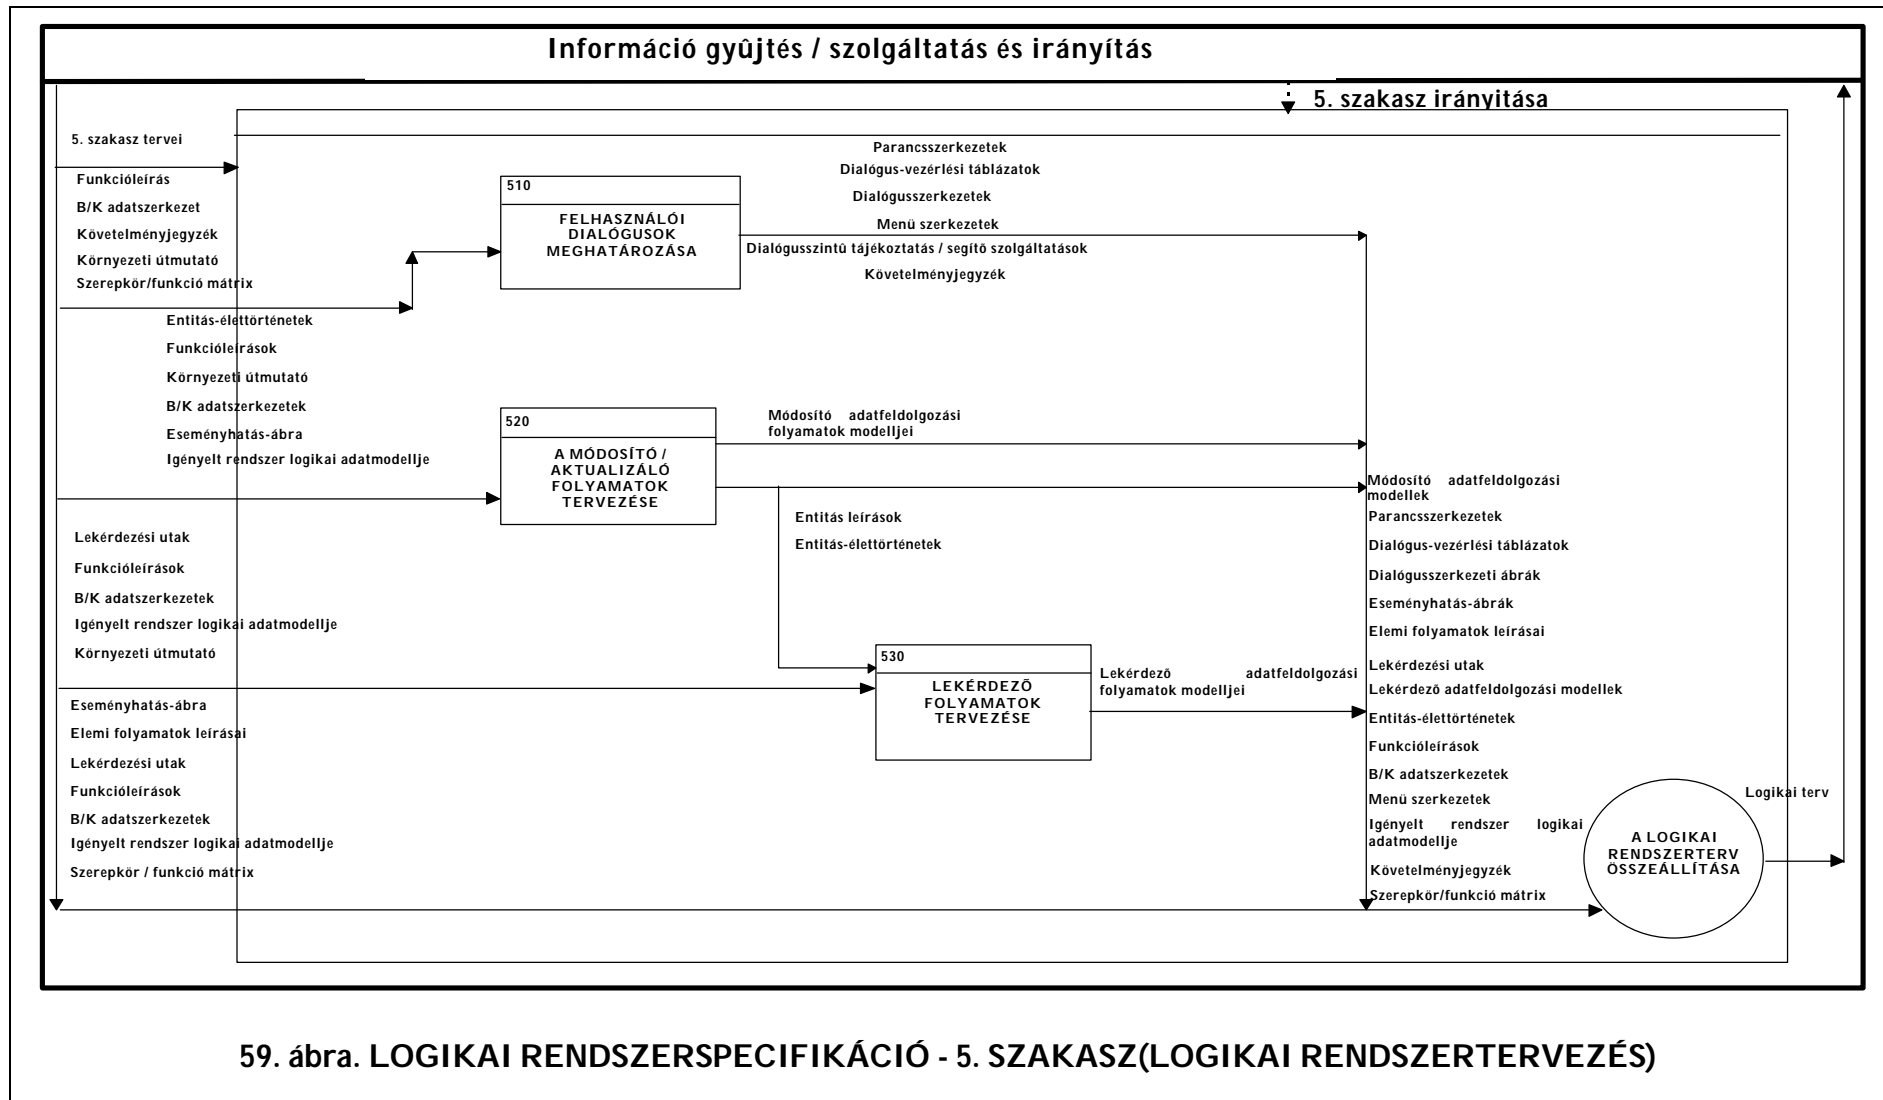 Információ gyûjtés / szolgáltatás és irányítás
5. szakasz irányitása
5. szakasz tervei
Funkcióleírás
B/K adatszerkezet
Követelményjegyzék
Környezeti útmutató
Szerepkör/funkció mátrix
510
FELHASZNÁLÓI
DIALÓGUSOK
MEGHATÁROZÁSA
Parancsszerkezetek
Dialógus-vezérlési táblázatok
Dialógusszerkezetek
Menü szerkezetek
Dialógusszintû tájékoztatás / segítõ szolgáltatások
Követelményjegyzék
Entitás-élettörténetek
Funkcióleírások
Környezeti útmutató
B/K adatszerkezetek
Eseményhatás-ábra
Igényelt rendszer logikai adatmodellje
520
A MÓDOSÍTÓ /
AKTUALIZÁLÓ
FOLYAMATOK
TERVEZÉSE
Módosító adatfeldolgozási
folyamatok modelljei
Entitás leírások
Entitás-élettörténetek
Lekérdezési utak
Funkcióleírások
B/K adatszerkezetek
Igényelt rendszer logikai adatmodellje
Környezeti útmutató
530
LEKÉRDEZÕ
FOLYAMATOK
TERVEZÉSE
Lekérdezõ adatfeldolgozási
folyamatok modelljei
Eseményhatás-ábra
Elemi folyamatok leírásai
Lekérdezési utak
Funkcióleírások
B/K adatszerkezetek
Igényelt rendszer logikai adatmodellje
Szerepkör / funkció mátrix
Módosító adatfeldolgozási
modellek
Parancsszerkezetek
Dialógus-vezérlési táblázatok
Dialógusszerkezeti ábrák
Eseményhatás-ábrák
Elemi folyamatok leírásai
Lekérdezési utak
Lekérdezõ adatfeldolgozási modellek
Entitás-élettörténetek
Funkcióleírások
B/K adatszerkezetek
Menü szerkezetek
Igényelt rendszer logikai
adatmodellje
Követelményjegyzék
Szerepkör/funkció mátrix
A LOGIKAI
RENDSZERTERV
ÖSSZEÁLLÍTÁSA
Logikai terv
59. ábra. LOGIKAI RENDSZERSPECIFIKÁCIÓ - 5. SZAKASZ(LOGIKAI RENDSZERTERVEZÉS)